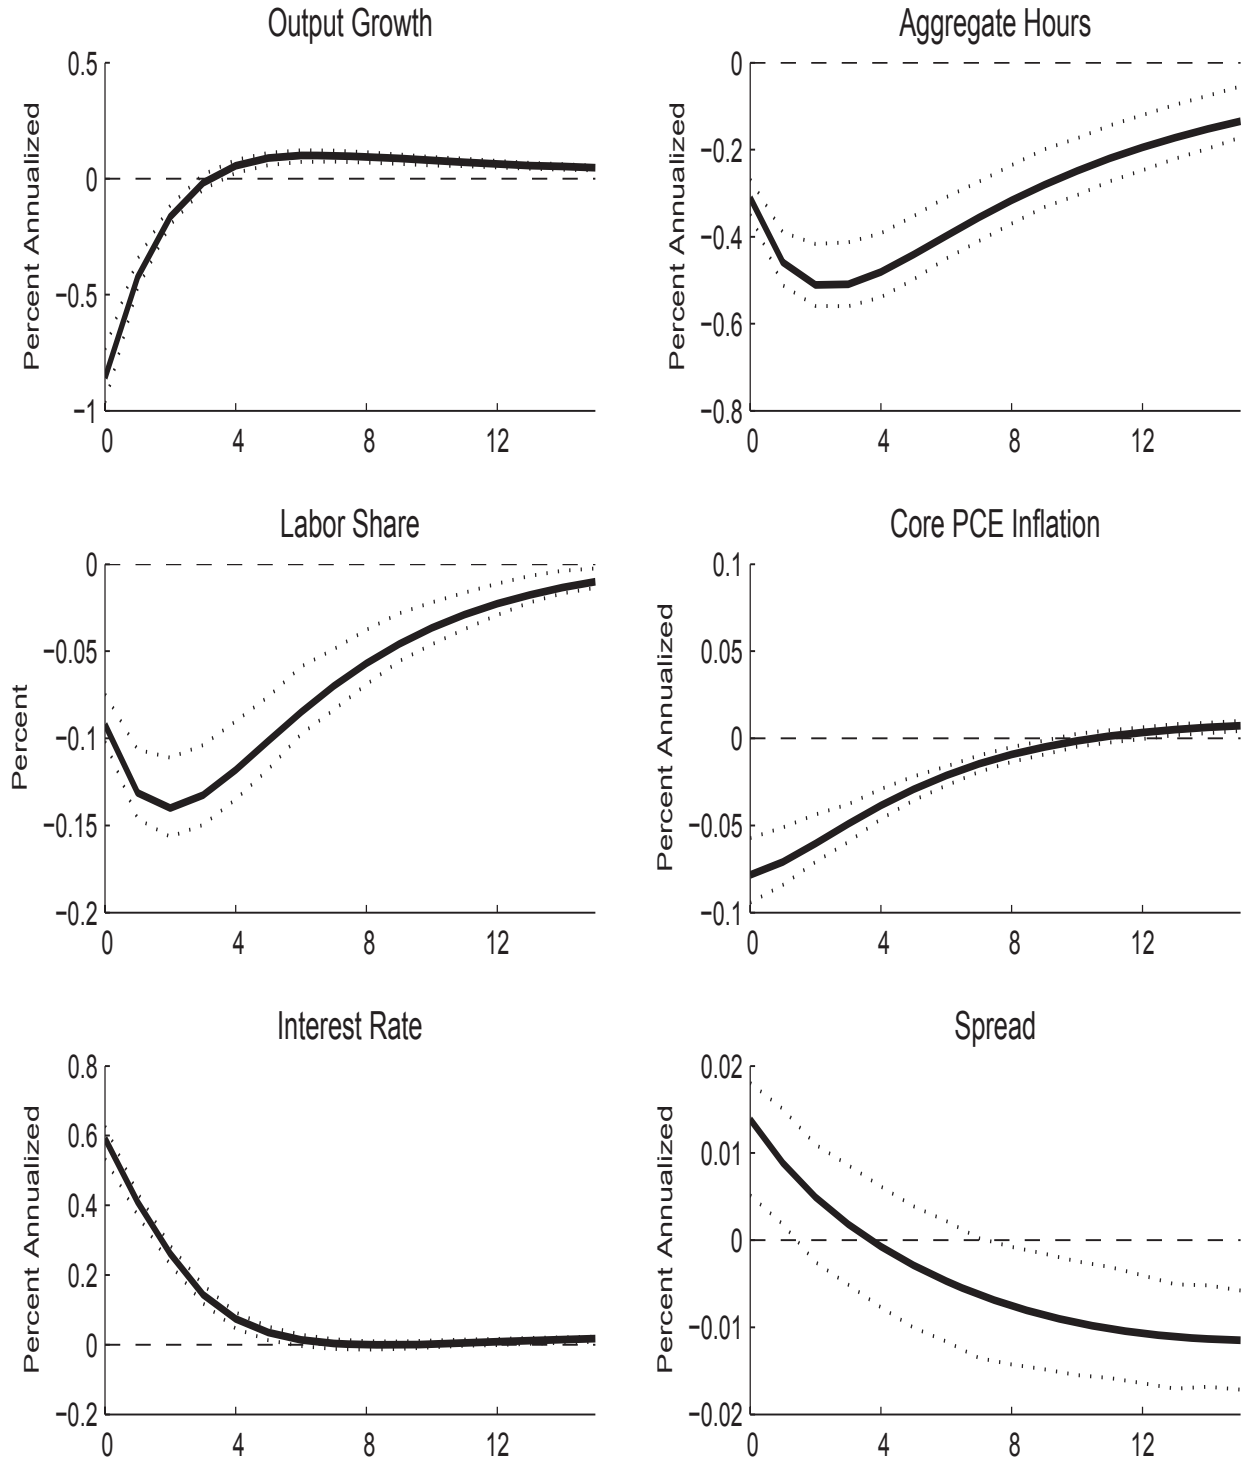 Output Growth
Percent Annualized
0.5
0
−0.5
−1
0 4 8 12
Aggregate Hours
Percent Annualized
0
−0.2
−0.4
−0.6
−0.8
0 4 8 12
Labor Share
Percent
0
−0.05
−0.1
−0.15
−0.2
0 4 8 12
Core PCE Inflation
Percent Annualized
0.1
0.05
0
−0.05
−0.1
0 4 8 12
Interest Rate
Percent Annualized
0.8
0.6
0.4
0.2
0
−0.2
0 4 8 12
Spread
Percent Annualized
0.02
0.01
0
−0.01
−0.02
0 4 8 12